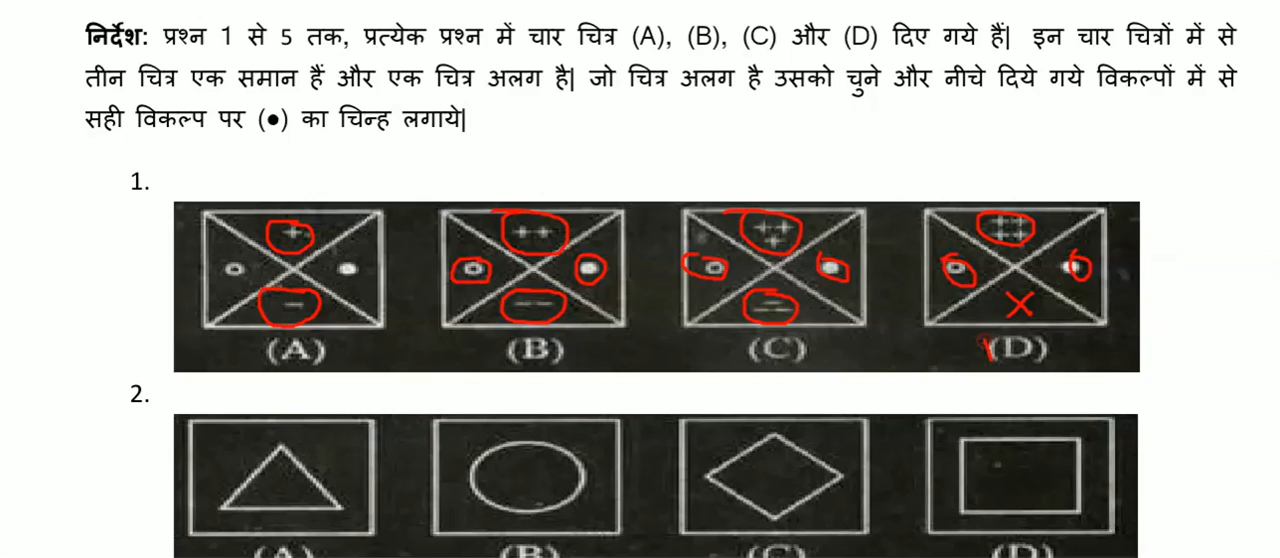 निर्देश: प्रश्न 1 से 5 तक, प्रत्येक प्रश्न में चार चित्र (A), (B), (C) और (D) दिए गये हैं| इन चार चित्रों में से
तीन चित्र एक समान हैं और एक चित्र अलग है| जो चित्र अलग है उसको चुने और नीचे दिये गये विकल्पों में से
सही विकल्प पर (●) का चिन्ह लगाये|
1.
(A) (B) (C) (D)
2.
(A) (B) (C) (D)